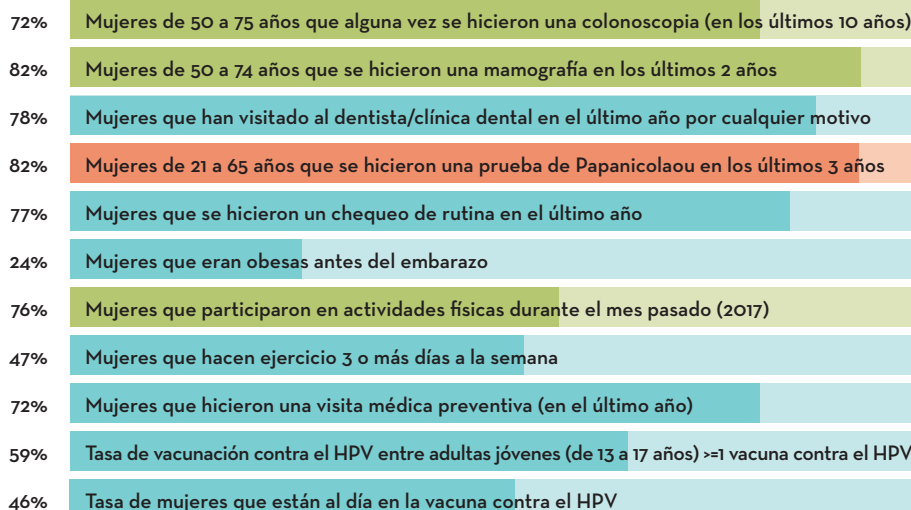 72% Mujeres de 50 a 75 años que alguna vez se hicieron una colonoscopia (en los últimos 10 años)
82% Mujeres de 50 a 74 años que se hicieron una mamografía en los últimos 2 años
78% Mujeres que han visitado al dentista/clínica dental en el último año por cualquier motivo
82% Mujeres de 21 a 65 años que se hicieron una prueba de Papanicolaou en los últimos 3 años
77% Mujeres que se hicieron un chequeo de rutina en el último año
24% Mujeres que eran obesas antes del embarazo
76% Mujeres que participaron en actividades físicas durante el mes pasado (2017)
47% Mujeres que hacen ejercicio 3 o más días a la semana
72% Mujeres que hicieron una visita médica preventiva (en el último año)
59% Tasa de vacunación contra el HPV entre adultas jóvenes (de 13 a 17 años) >=1 vacuna contra el HPV
46% Tasa de mujeres que están al día en la vacuna contra el HPV